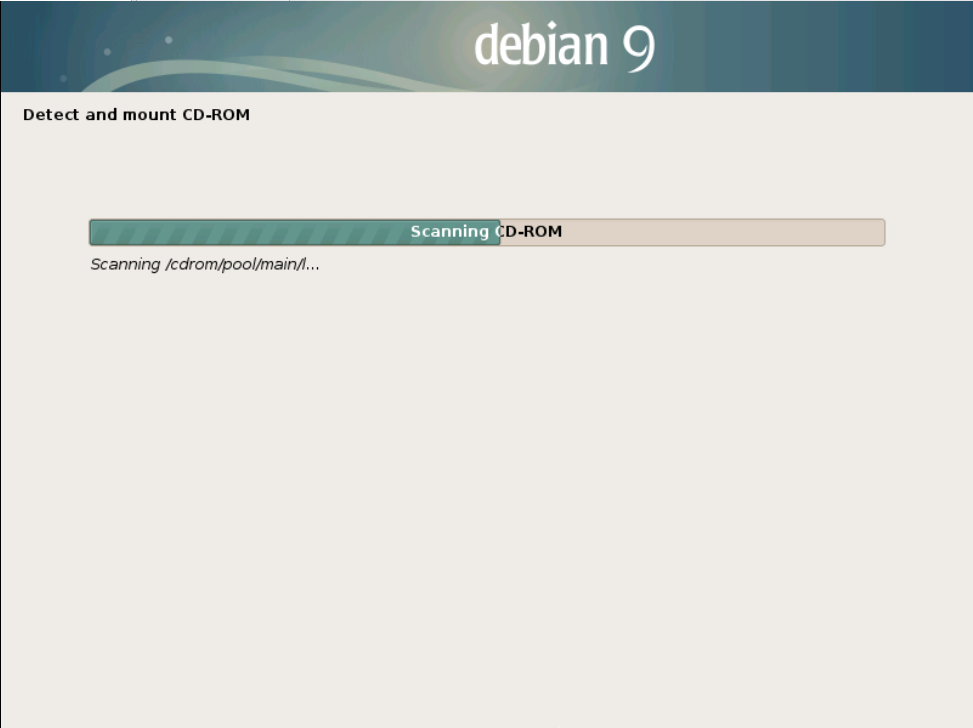 debian 9
Detect and mount CD-ROM
Scanning CD-ROM
Scanning /cdrom/pool/main/l...